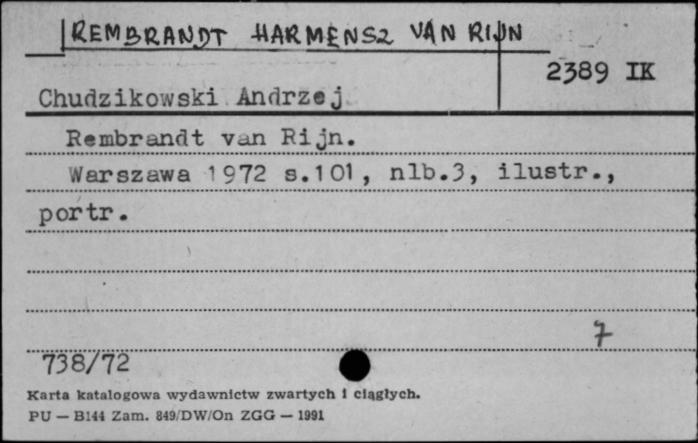 REMBRANDT HARMENSZ VAN RIJN
2389 IK
Chudzikowski Andrzej
Rembrandt van Rijn.
Warszawa 1972 s.101, nlb.3, ilustr.,
portr.
7
738/72
Karta katalogowa wydawnictw zwartych i ciągłych.
PU — B144 Zam. 849/DW/On ZGG — 1991